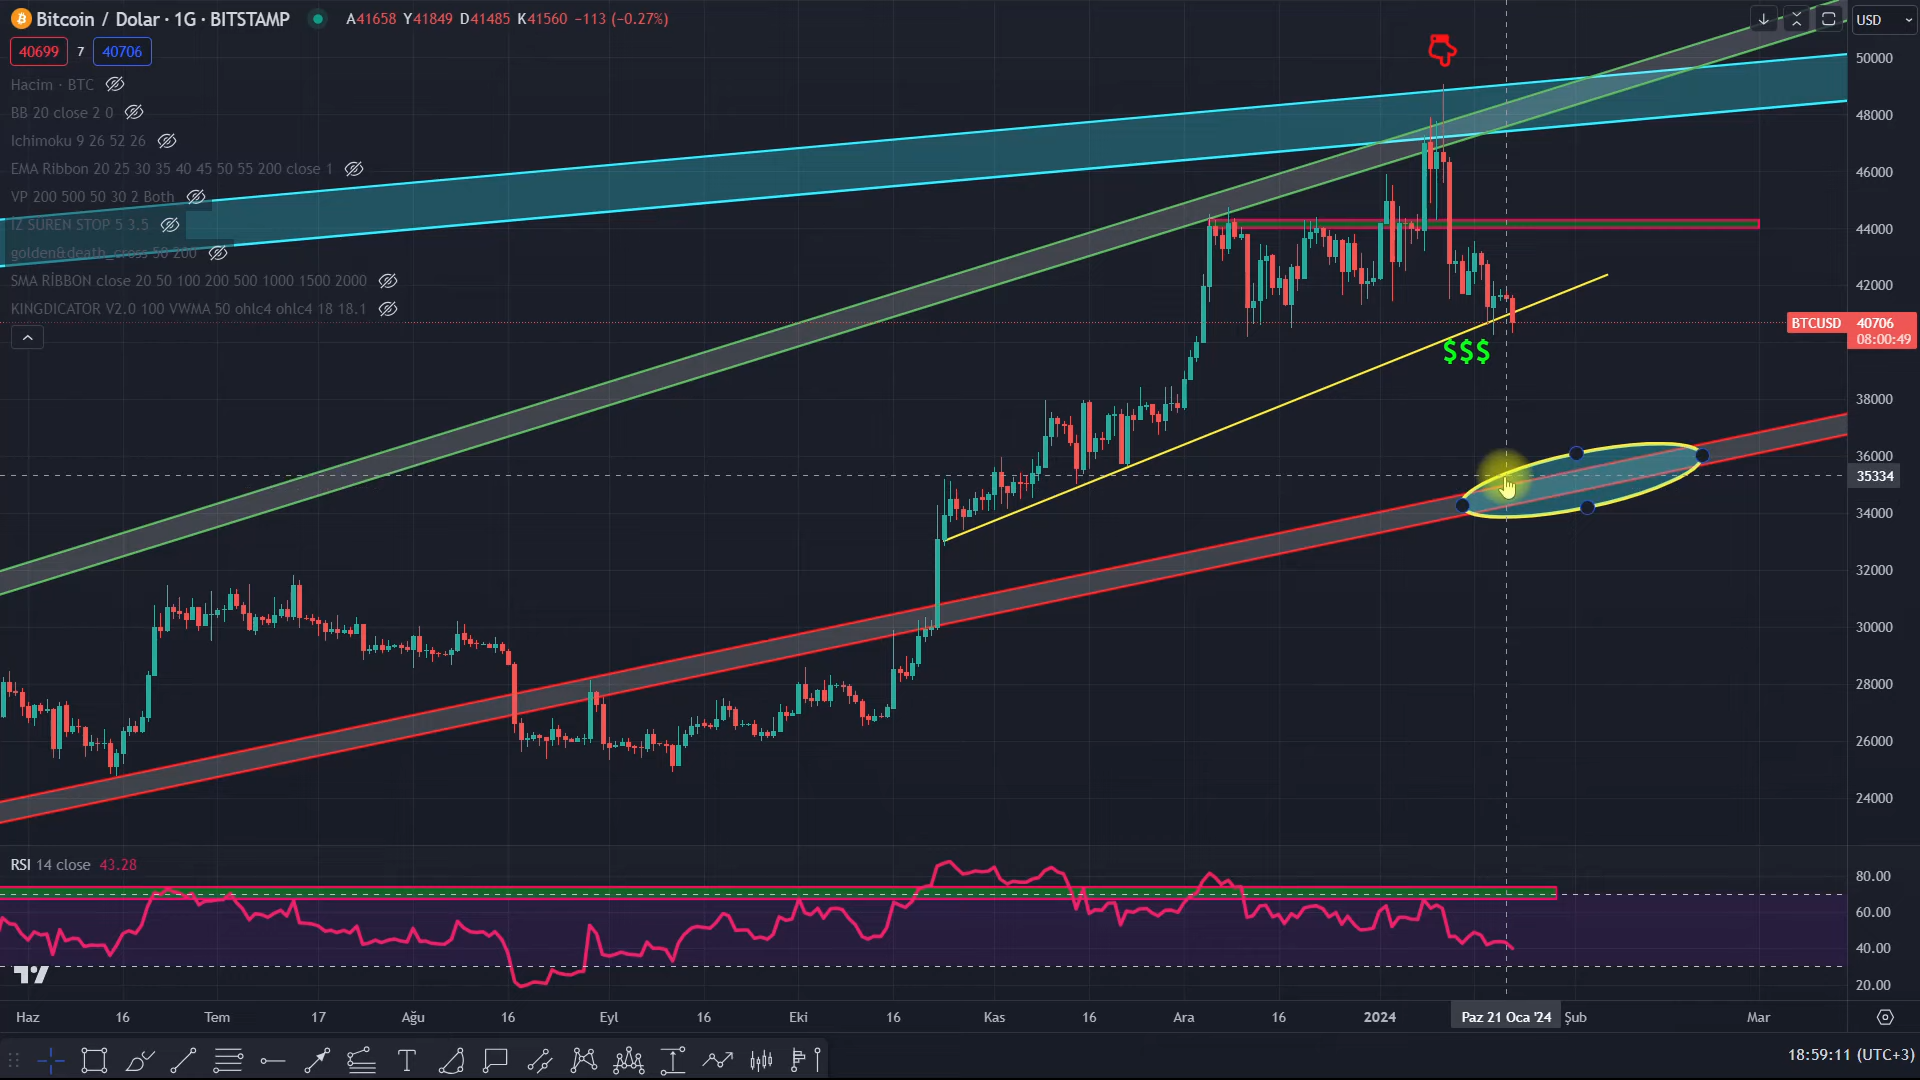 Bitcoin / Dolar · 1G · BITSTAMP
A41658 Y41849 D41485 K41560 −113 (−0.27%)
40699 7 40706
Hacim · BTC
BB 20 close 2 0
Ichimoku 9 26 52 26
EMA Ribbon 20 25 30 35 40 45 50 55 200 close 1
VP 200 500 50 30 2 Both
İZ SÜREN STOP 5 3.5
golden&death_cross 50 200
SMA RİBBON close 20 50 100 200 500 1000 1500 2000
KINGDICATOR V2.0 100 VWMA 50 ohlc4 ohlc4 18 18.1
USD
50000
48000
46000
44000
42000
BTCUSD 40706
08:00:49
$$$
38000
36000
35334
34000
32000
30000
28000
26000
24000
RSI 14 close 43.28
80.00
60.00
40.00
20.00
Haz 16 Tem 17 Ağu 16 Eyl 16 Eki 16 Kas 16 Ara 16 2024 Paz 21 Oca '24 Şub Mar
18:59:11 (UTC+3)